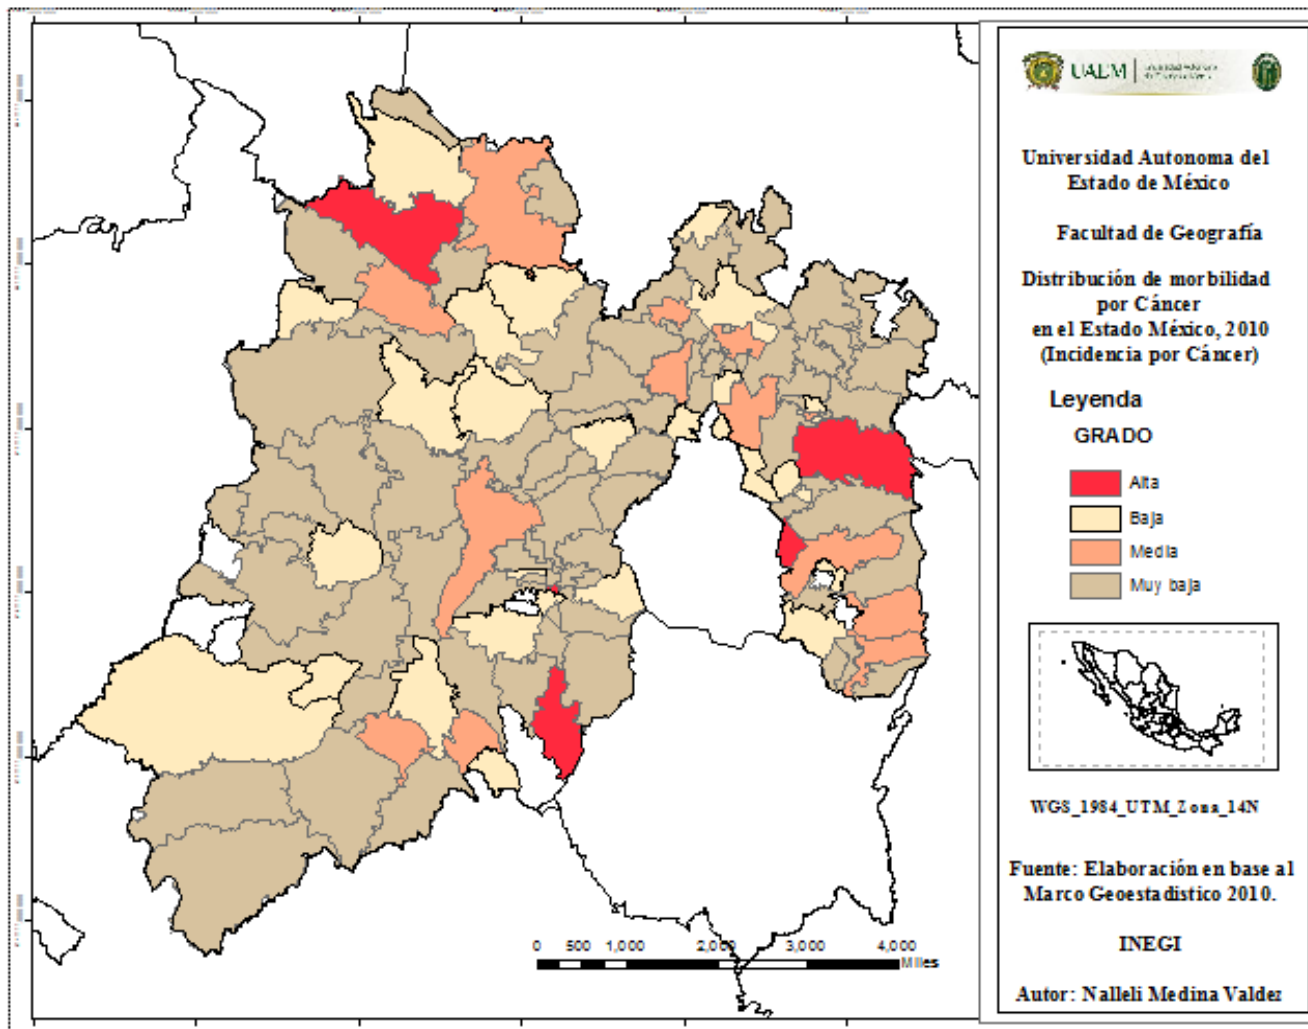 UAEM
Universidad Autonoma del
Estado de México
Facultad de Geografía
Distribución de morbilidad
por Cáncer
en el Estado México, 2010
(Incidencia por Cáncer)
Leyenda
GRADO
Alta
Baja
Media
Muy baja
WGS_1984_UTM_Zona_14N
Fuente: Elaboración en base al
Marco Geoestadistico 2010.
INEGI
Autor: Nalleli Medina Valdez
0 500 1,000 2,000 3,000 4,000
Miles